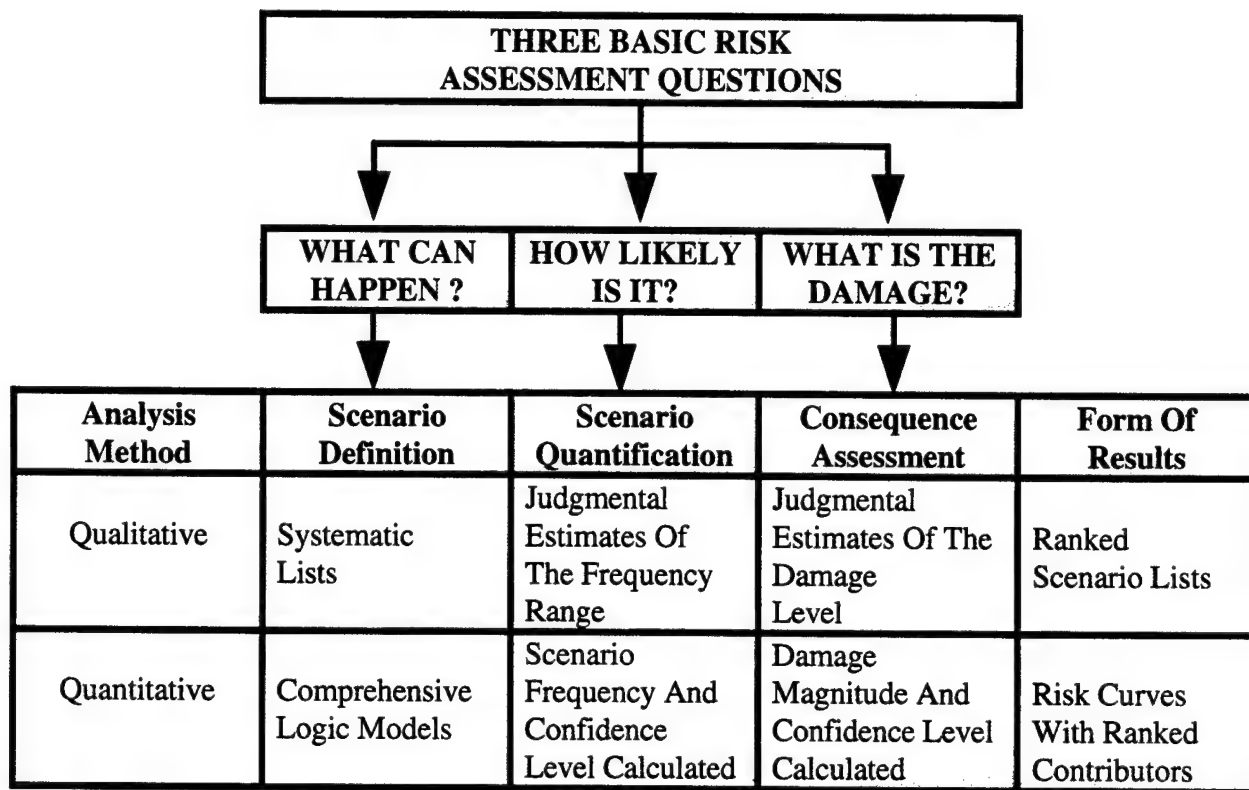 THREE BASIC RISK
ASSESSMENT QUESTIONS
WHAT CAN
HAPPEN ?
HOW LIKELY
IS IT?
WHAT IS THE
DAMAGE?
Analysis
Method
Scenario
Definition
Scenario
Quantification
Consequence
Assessment
Form Of
Results
Qualitative
Systematic
Lists
Judgmental
Estimates Of
The Frequency
Range
Judgmental
Estimates Of The
Damage
Level
Ranked
Scenario Lists
Quantitative
Comprehensive
Logic Models
Scenario
Frequency And
Confidence
Level Calculated
Damage
Magnitude And
Confidence Level
Calculated
Risk Curves
With Ranked
Contributors